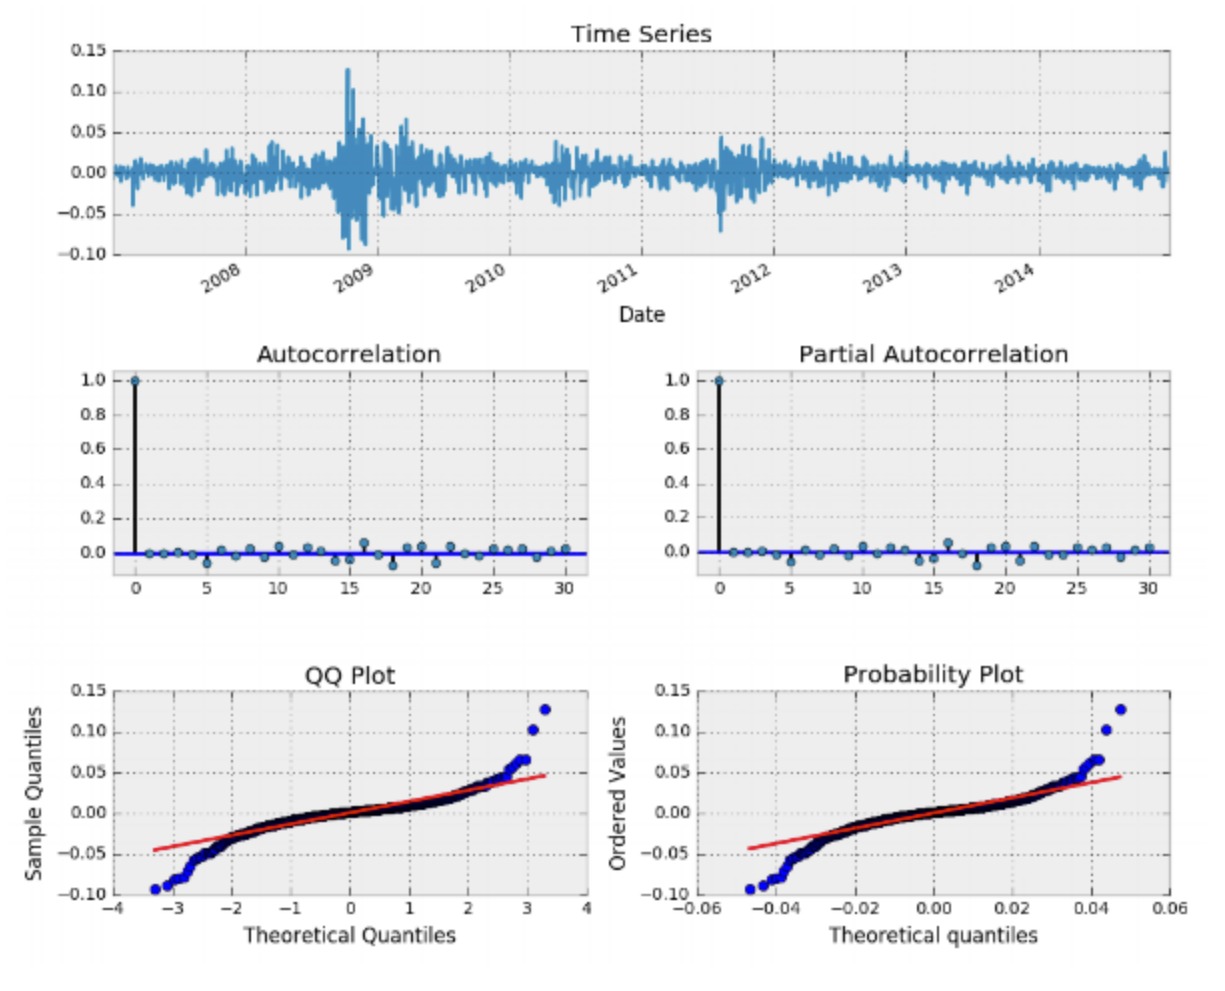 Time Series
0.15
0.10
0.05
0.00
−0.05
−0.10
2008 2009 2010 2011 2012 2013 2014
Date
Autocorrelation
1.0
0.8
0.6
0.4
0.2
0.0
0 5 10 15 20 25 30
Partial Autocorrelation
1.0
0.8
0.6
0.4
0.2
0.0
0 5 10 15 20 25 30
QQ Plot
Sample Quantiles
0.15
0.10
0.05
0.00
−0.05
−0.10
−4 −3 −2 −1 0 1 2 3 4
Theoretical Quantiles
Probability Plot
Ordered Values
0.15
0.10
0.05
0.00
−0.05
−0.10
−0.06 −0.04 −0.02 0.00 0.02 0.04 0.06
Theoretical quantiles